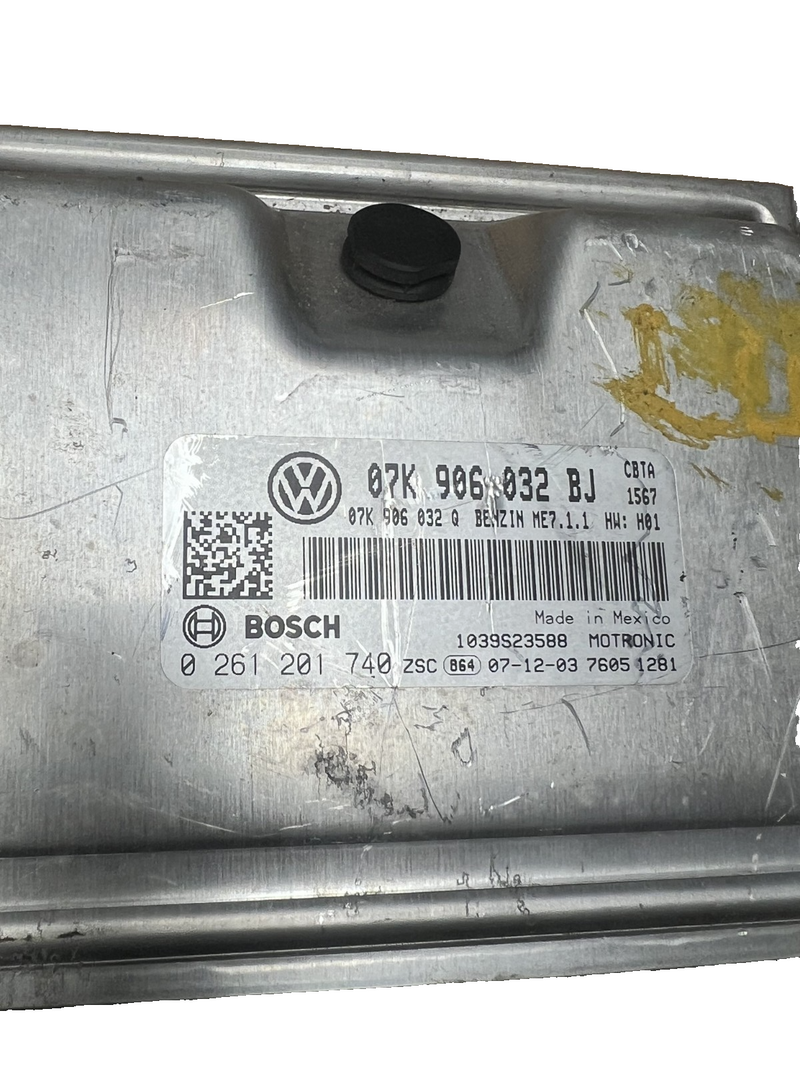 07K 906 032 BJ CBTA
1567
07K 906 032 Q BENZIN ME7.1.1 HW: H01
BOSCH
Made in Mexico
1039S23588 MOTRONIC
0 261 201 740 ZSC B64 07-12-03 7605 1281